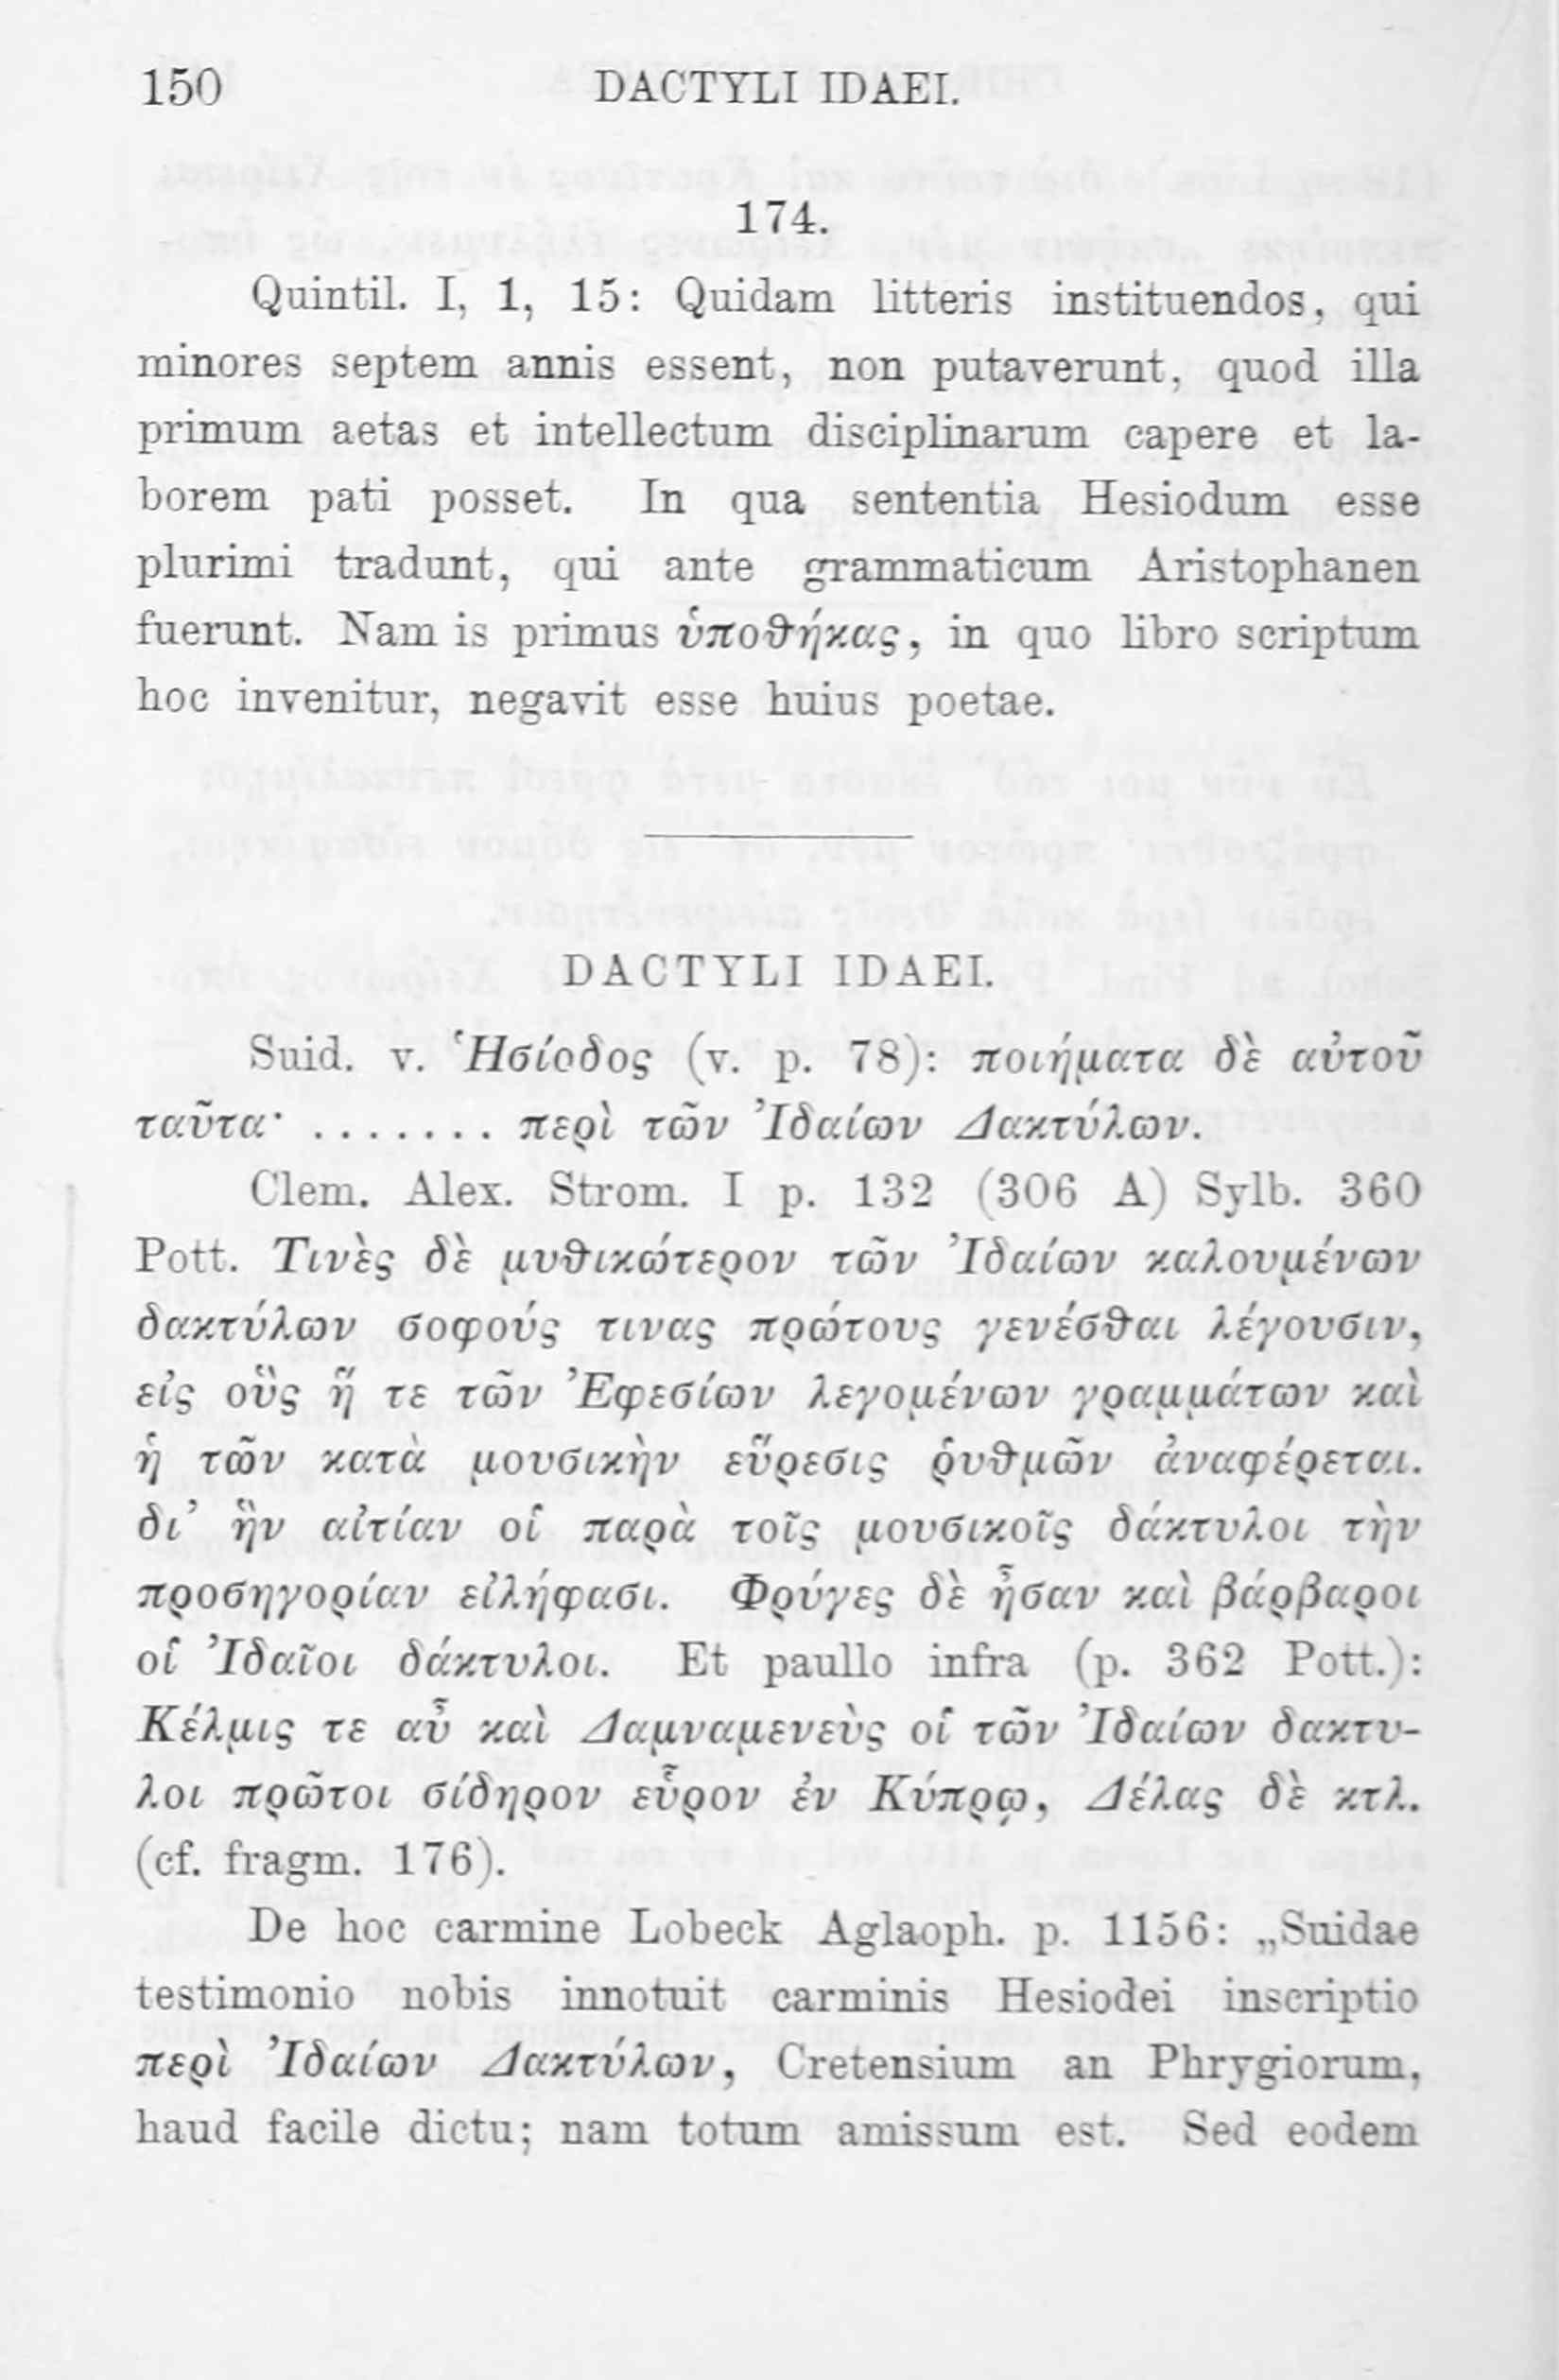 150 DACTYLI IDAEI.
174.
Quintil. I, 1, 15: Quidam litteris instituendos, qui
minores septem annis essent, non putaverunt, quod illa
primum aetas et intellectum disciplinarum capere et la-
borem pati posset. In qua sententia Hesiodum esse
plurimi tradunt, qui ante grammaticum Aristophanen
fuerunt. Nam is primus ὑποθήκας, in quo libro scriptum
hoc invenitur, negavit esse huius poetae.
DACTYLI IDAEI.
Suid. v. Ἡσίοδος (v. p. 78): ποιήματα δὲ αὐτοῦ
ταῦτα· ....... περὶ τῶν Ἰδαίων Δακτύλων.
Clem. Alex. Strom. I p. 132 (306 A) Sylb. 360
Pott. Τινὲς δὲ μυθικώτερον τῶν Ἰδαίων καλουμένων
δακτύλων σοφούς τινας πρώτους γενέσθαι λέγουσιν,
εἰς οὓς ἥ τε τῶν Ἐφεσίων λεγομένων γραμμάτων καὶ
ἡ τῶν κατὰ μουσικὴν εὕρεσις ῥυθμῶν ἀναφέρεται.
δι’ ἣν αἰτίαν οἱ παρὰ τοῖς μουσικοῖς δάκτυλοι τὴν
προσηγορίαν εἰλήφασι. Φρύγες δὲ ἦσαν καὶ βάρβαροι
οἱ Ἰδαῖοι δάκτυλοι. Et paullo infra (p. 362 Pott.):
Κέλμις τε αὖ καὶ Δαμναμενεὺς οἱ τῶν Ἰδαίων δακτυ-
λοι πρῶτοι σίδηρον εὗρον ἐν Κύπρῳ, Δέλας δὲ κτλ.
(cf. fragm. 176).
De hoc carmine Lobeck Aglaoph. p. 1156: „Suidae
testimonio nobis innotuit carminis Hesiodei inscriptio
περὶ Ἰδαίων Δακτύλων, Cretensium an Phrygiorum,
haud facile dictu; nam totum amissum est. Sed eodem